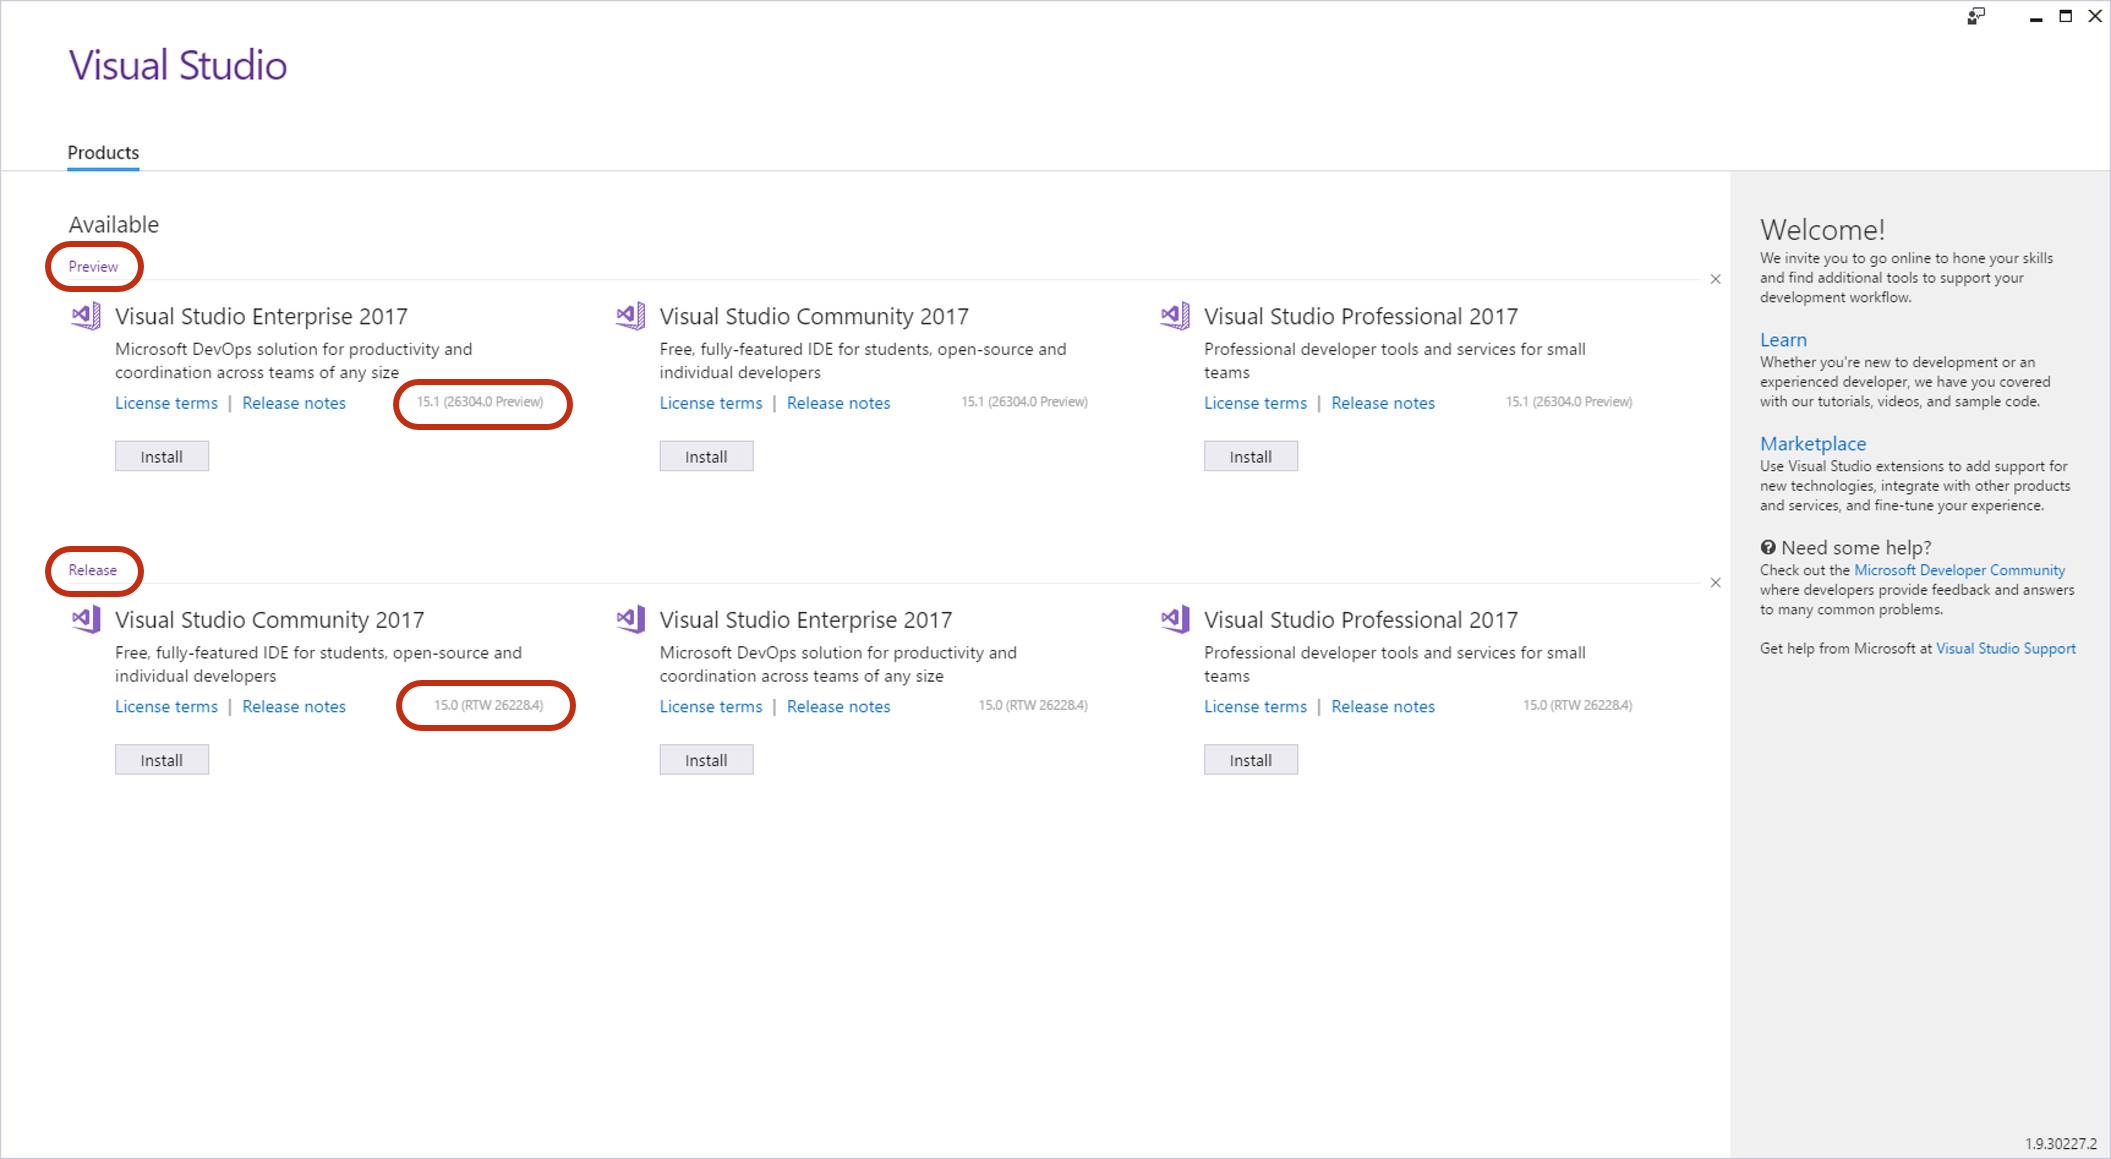 Visual Studio
Products
Available
Preview
Visual Studio Enterprise 2017
Microsoft DevOps solution for productivity and
coordination across teams of any size
License terms | Release notes 15.1 (26304.0 Preview)
Install
Visual Studio Community 2017
Free, fully-featured IDE for students, open-source and
individual developers
License terms | Release notes 15.1 (26304.0 Preview)
Install
Visual Studio Professional 2017
Professional developer tools and services for small
teams
License terms | Release notes 15.1 (26304.0 Preview)
Install
Release
Visual Studio Community 2017
Free, fully-featured IDE for students, open-source and
individual developers
License terms | Release notes 15.0 (RTW 26228.4)
Install
Visual Studio Enterprise 2017
Microsoft DevOps solution for productivity and
coordination across teams of any size
License terms | Release notes 15.0 (RTW 26228.4)
Install
Visual Studio Professional 2017
Professional developer tools and services for small
teams
License terms | Release notes 15.0 (RTW 26228.4)
Install
Welcome!
We invite you to go online to hone your skills
and find additional tools to support your
development workflow.
Learn
Whether you're new to development or an
experienced developer, we have you covered
with our tutorials, videos, and sample code.
Marketplace
Use Visual Studio extensions to add support for
new technologies, integrate with other products
and services, and fine-tune your experience.
Need some help?
Check out the Microsoft Developer Community
where developers provide feedback and answers
to many common problems.
Get help from Microsoft at Visual Studio Support
1.9.30227.2